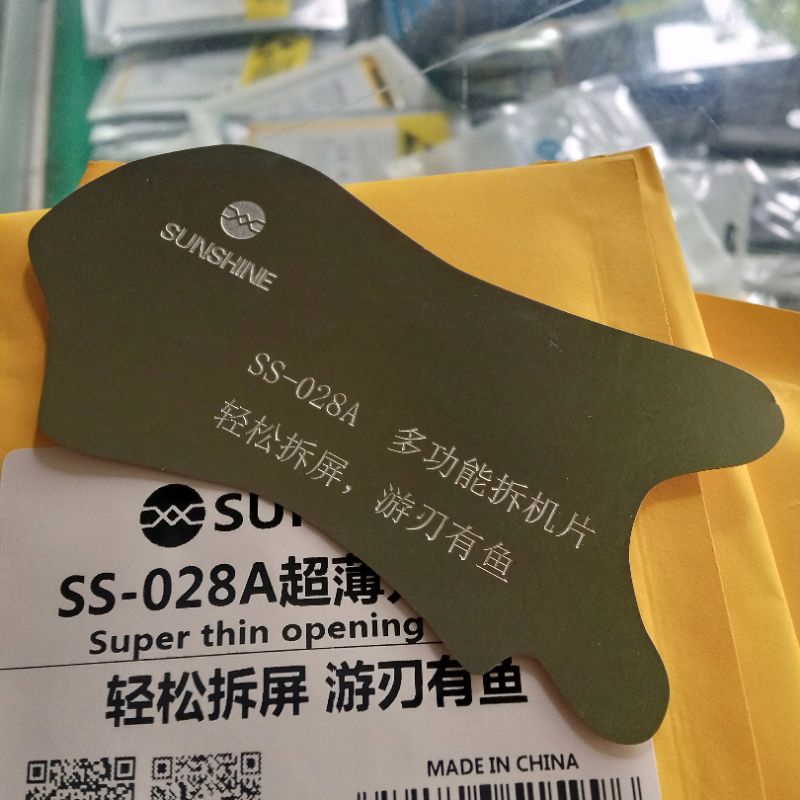 SUNSHINE
SS-028A 多功能拆机片
轻松拆屏，游刃有鱼
SU
SS-028A超薄
Super thin opening
轻松拆屏 游刃有鱼
MADE IN CHINA